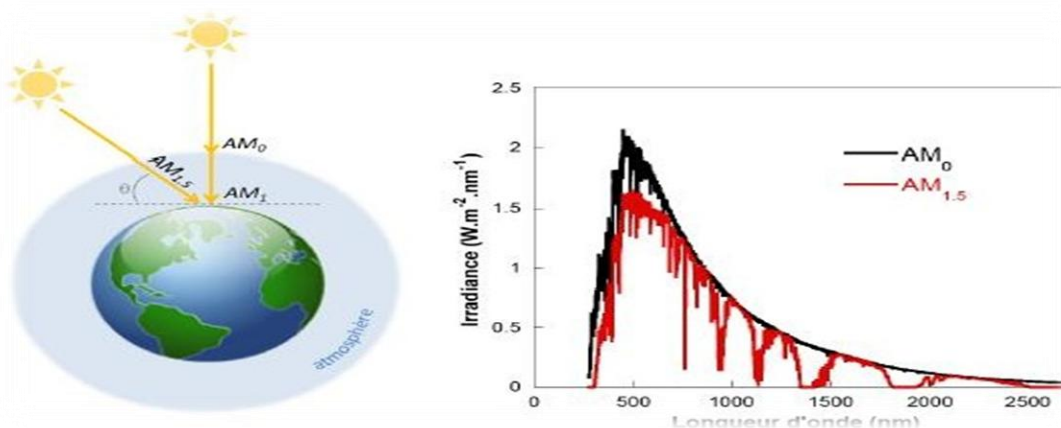 AM₀
AM₁.₅
θ
AM₁
atmosphère
2.5
2
1.5
1
0.5
0
Irradiance (W.m⁻².nm⁻¹)
AM₀
AM₁.₅
0 500 1000 1500 2000 2500
Longueur d'onde (nm)